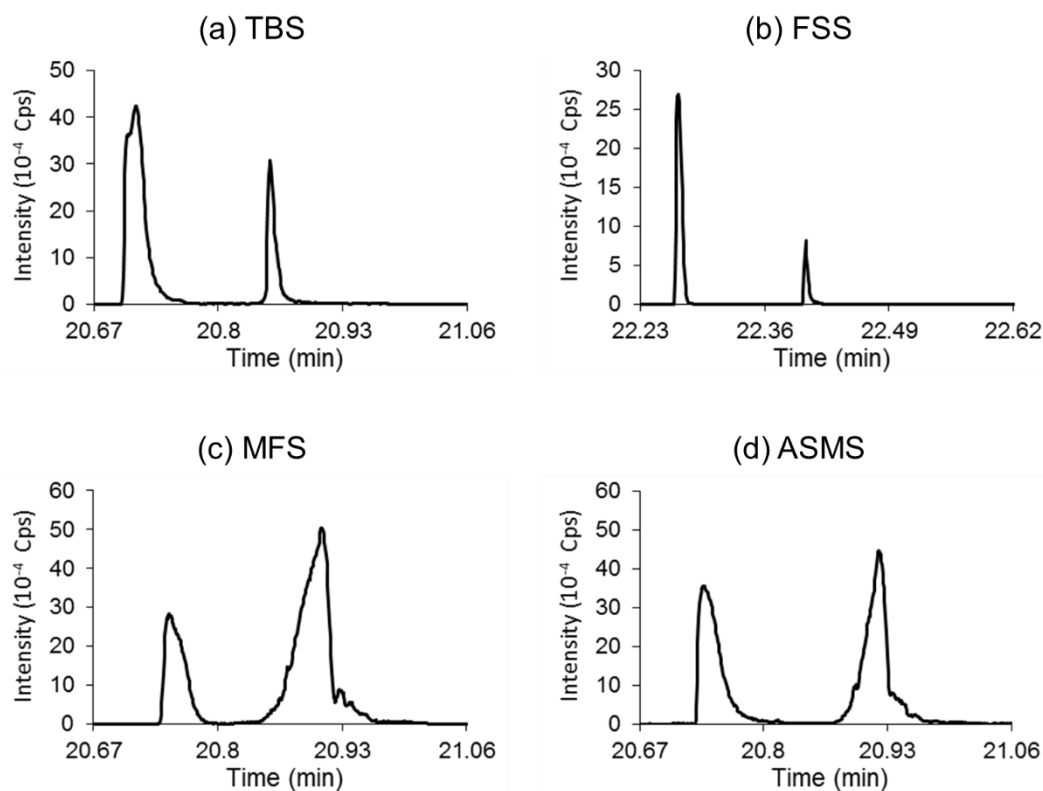 (a) TBS
50
40
30
20
10
0
20.67 20.8 20.93 21.06
Time (min)
Intensity (10⁻⁴ Cps)
(b) FSS
30
25
20
15
10
5
0
22.23 22.36 22.49 22.62
Time (min)
Intensity (10⁻⁴ Cps)
(c) MFS
60
50
40
30
20
10
0
20.67 20.8 20.93 21.06
Time (min)
Intensity (10⁻⁴ Cps)
(d) ASMS
60
50
40
30
20
10
0
20.67 20.8 20.93 21.06
Time (min)
Intensity (10⁻⁴ Cps)